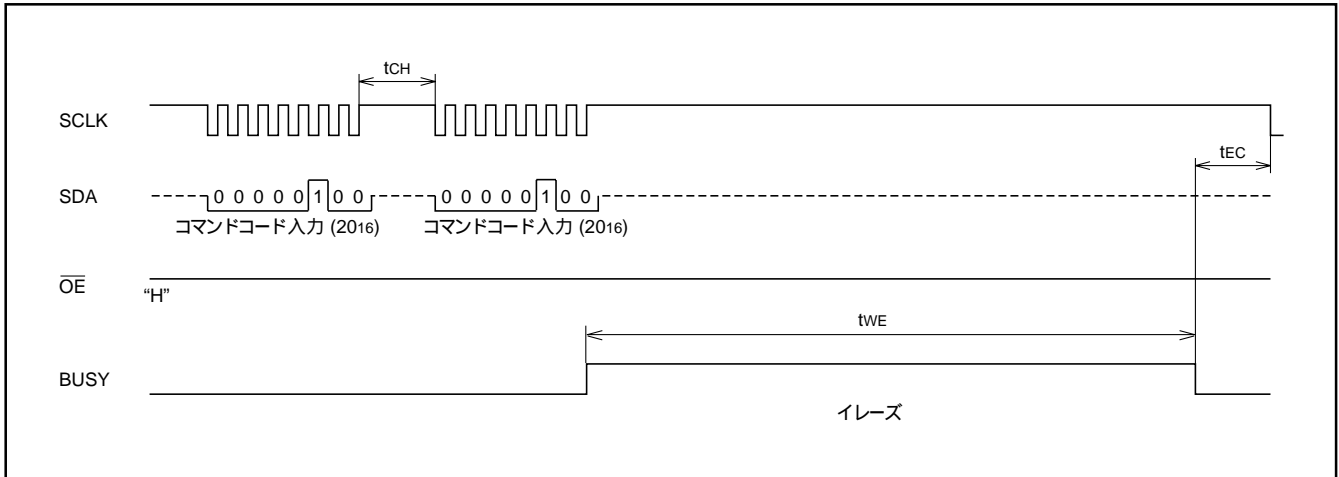 tCH
SCLK
tEC
SDA
0 0 0 0 0 1 0 0
0 0 0 0 0 1 0 0
コマンドコード入力 (2016)
コマンドコード入力 (2016)
OE
“H”
tWE
BUSY
イレーズ